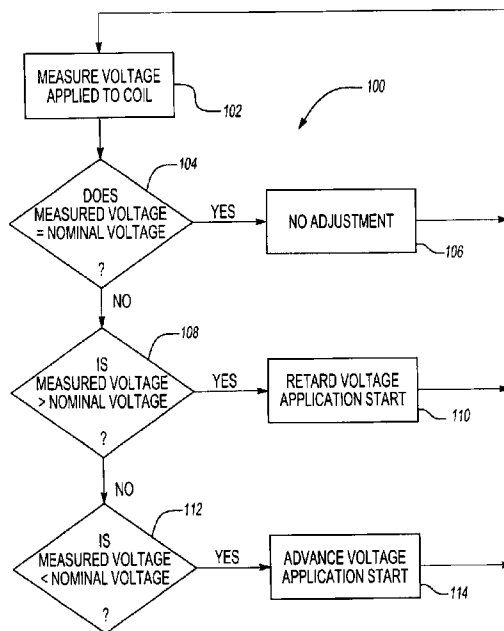 MEASURE VOLTAGE
APPLIED TO COIL
102
100
104
DOES
MEASURED VOLTAGE
= NOMINAL VOLTAGE
?
YES
NO ADJUSTMENT
106
NO
108
IS
MEASURED VOLTAGE
> NOMINAL VOLTAGE
?
YES
RETARD VOLTAGE
APPLICATION START
110
NO
112
IS
MEASURED VOLTAGE
< NOMINAL VOLTAGE
?
YES
ADVANCE VOLTAGE
APPLICATION START
114